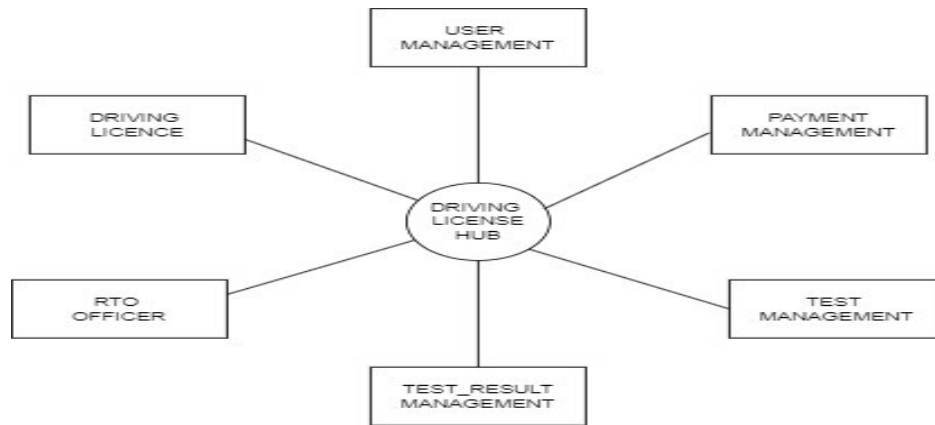 USER
MANAGEMENT
DRIVING
LICENCE
PAYMENT
MANAGEMENT
DRIVING
LICENSE
HUB
RTO
OFFICER
TEST
MANAGEMENT
TEST_RESULT
MANAGEMENT